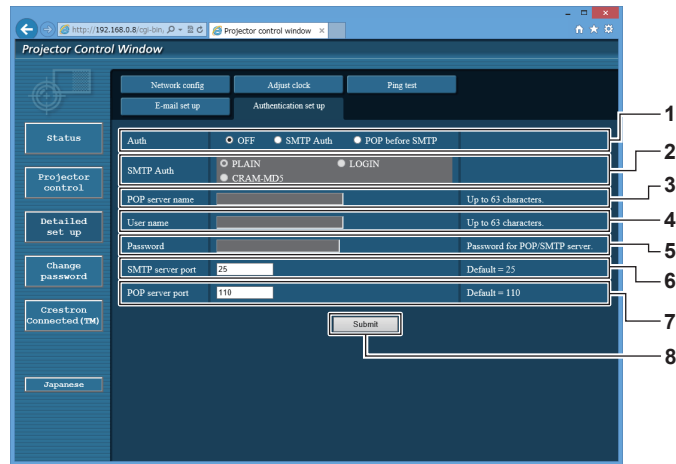 http://192.168.0.8/cgi-bin,
Projector control window
Projector Control Window
Network config Adjust clock Ping test
E-mail set up Authentication set up
Status
Projector control
Detailed set up
Change password
Crestron Connected(TM)
Japanese
Auth OFF SMTP Auth POP before SMTP 1
SMTP Auth PLAIN LOGIN 2
CRAM-MD5
POP server name Up to 63 characters. 3
User name Up to 63 characters. 4
Password Password for POP/SMTP server. 5
SMTP server port 25 Default = 25 6
POP server port 110 Default = 110 7
Submit 8